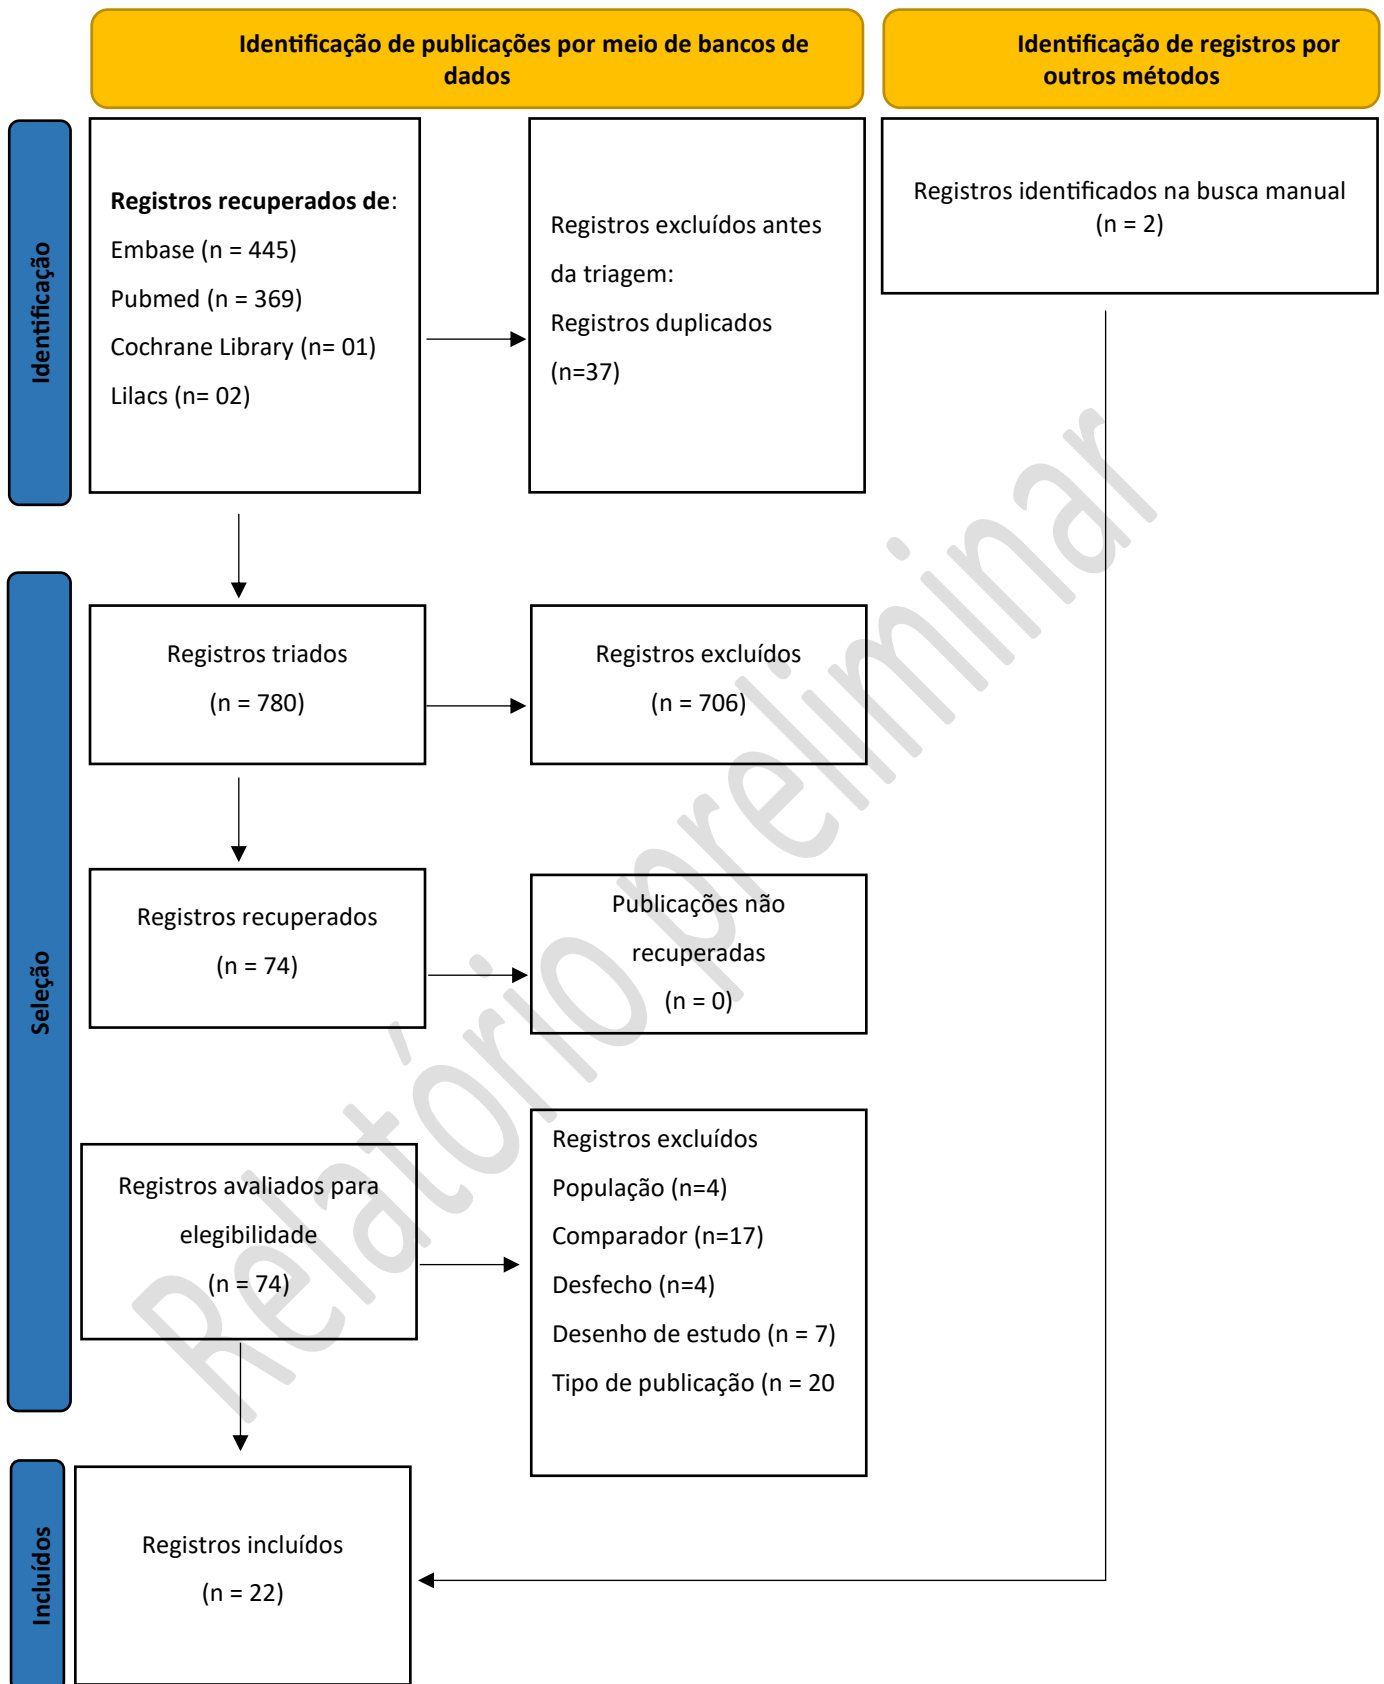 Identificação de publicações por meio de bancos de
dados
Identificação de registros por
outros métodos
Identificação
Registros recuperados de:
Embase (n = 445)
Pubmed (n = 369)
Cochrane Library (n= 01)
Lilacs (n= 02)
Registros excluídos antes
da triagem:
Registros duplicados
(n=37)
Registros identificados na busca manual
(n = 2)
Seleção
Registros triados
(n = 780)
Registros excluídos
(n = 706)
Registros recuperados
(n = 74)
Publicações não
recuperadas
(n = 0)
Registros avaliados para
elegibilidade
(n = 74)
Registros excluídos
População (n=4)
Comparador (n=17)
Desfecho (n=4)
Desenho de estudo (n = 7)
Tipo de publicação (n = 20
Incluídos
Registros incluídos
(n = 22)
Relatório preliminar